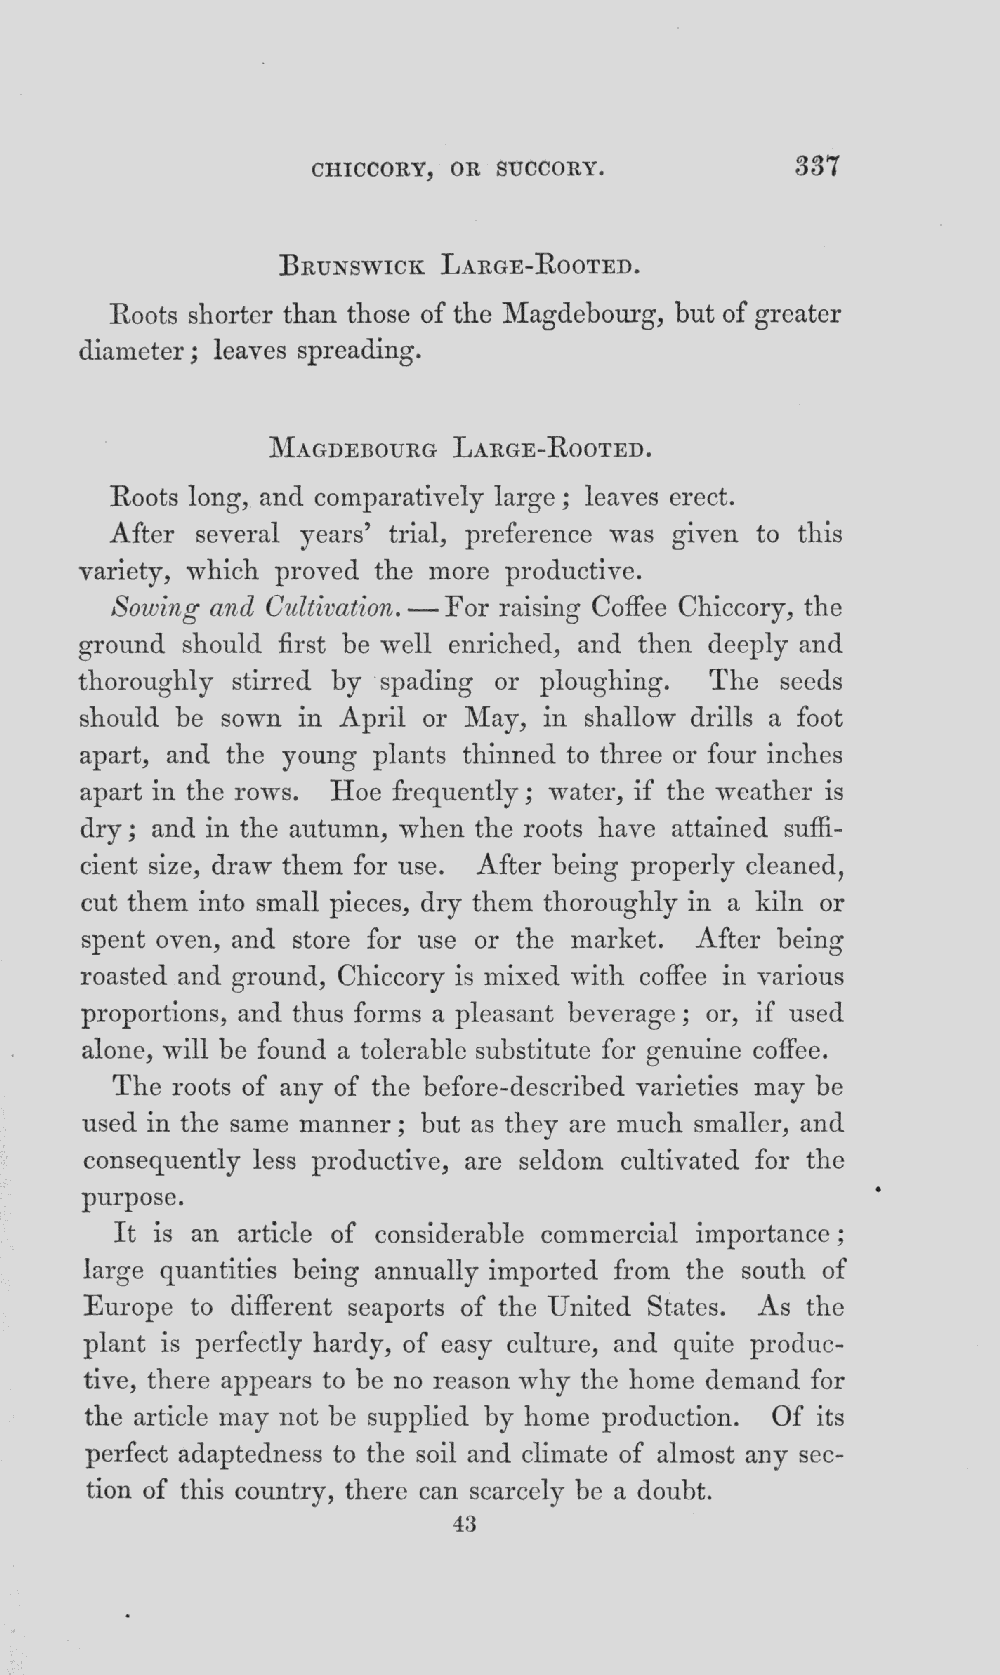 CHICCORY, OR SUCCORY. 337
BRUNSWICK LARGE-ROOTED.
Roots shorter than those of the Magdebourg, but of greater
diameter; leaves spreading.
MAGDEBOURG LARGE-ROOTED.
Roots long, and comparatively large; leaves erect.
After several years' trial, preference was given to this
variety, which proved the more productive.
Sowing and Cultivation. — For raising Coffee Chiccory, the
ground should first be well enriched, and then deeply and
thoroughly stirred by spading or ploughing. The seeds
should be sown in April or May, in shallow drills a foot
apart, and the young plants thinned to three or four inches
apart in the rows. Hoe frequently; water, if the weather is
dry; and in the autumn, when the roots have attained suffi-
cient size, draw them for use. After being properly cleaned,
cut them into small pieces, dry them thoroughly in a kiln or
spent oven, and store for use or the market. After being
roasted and ground, Chiccory is mixed with coffee in various
proportions, and thus forms a pleasant beverage; or, if used
alone, will be found a tolerable substitute for genuine coffee.
The roots of any of the before-described varieties may be
used in the same manner; but as they are much smaller, and
consequently less productive, are seldom cultivated for the
purpose.
It is an article of considerable commercial importance;
large quantities being annually imported from the south of
Europe to different seaports of the United States. As the
plant is perfectly hardy, of easy culture, and quite produc-
tive, there appears to be no reason why the home demand for
the article may not be supplied by home production. Of its
perfect adaptedness to the soil and climate of almost any sec-
tion of this country, there can scarcely be a doubt.
43